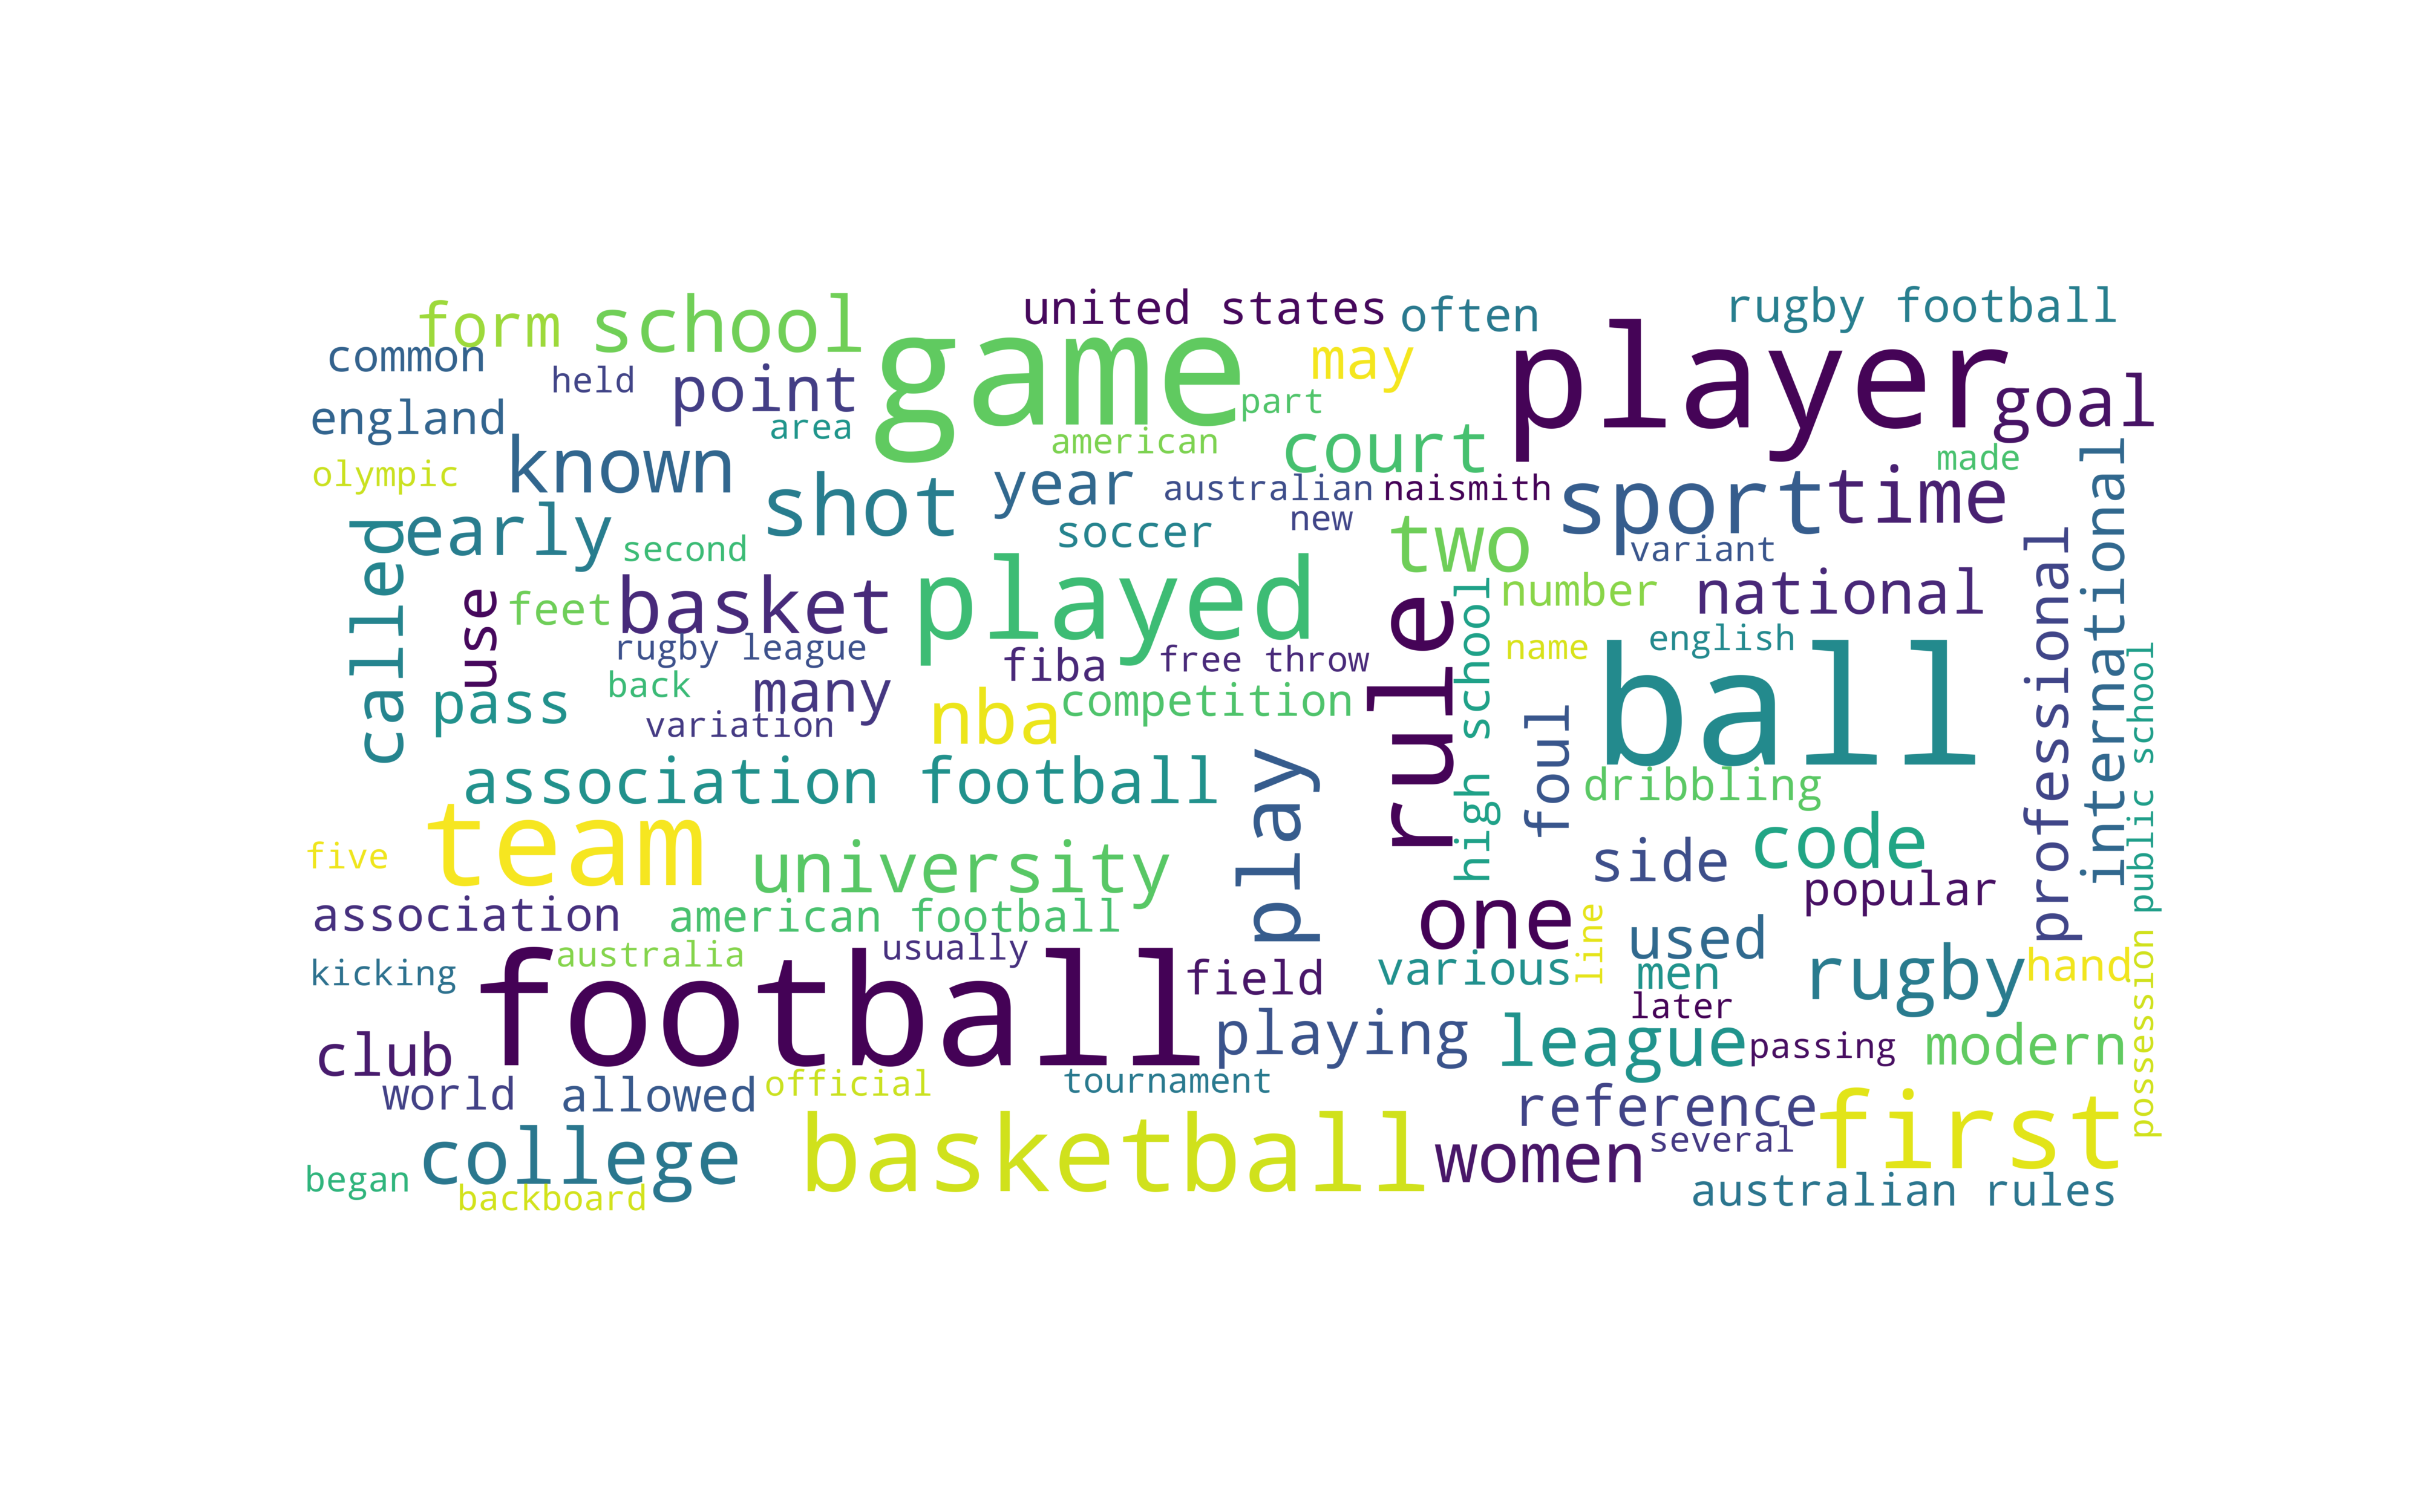 united states
often
rugby football
form
school
game
player
common
held
point
may
part
goal
england
area
american
court
made
olympic
known
shot
year
australian
naismith
sport
time
called
early
second
soccer
new
two
variant
international
use
feet
basket
played
rule
high school
number
national
professional
rugby league
fiba
free throw
name
english
ball
public school
pass
back
many
variation
nba
competition
foul
association football
play
dribbling
five
team
university
side
code
popular
association
american football
one
line
used
kicking
australia
usually
football
field
various
men
rugby
hand
possession
later
club
playing
league
passing
modern
world
allowed
official
tournament
reference
first
began
college
backboard
basketball
women
several
australian rules